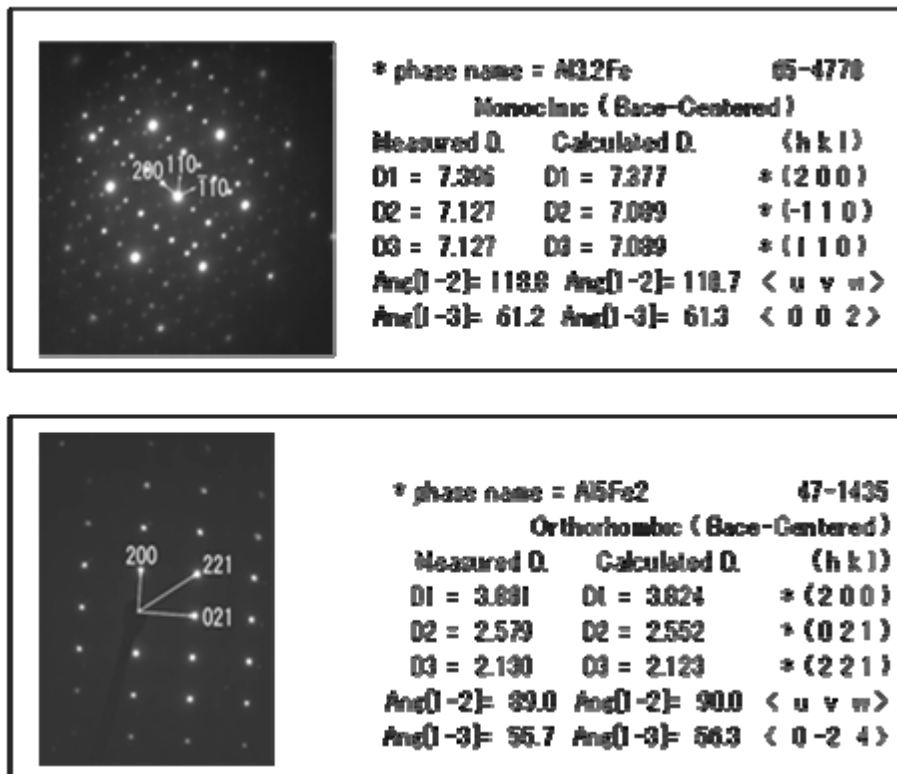 200 110 -110
* phase name = Al3.2Fe 65-4778
Monoclinic ( Base-Centered )
Measured D. Calculated D. (h k l)
D1 = 7.396 D1 = 7.377 * (2 0 0)
D2 = 7.127 D2 = 7.089 * (-1 1 0)
D3 = 7.127 D3 = 7.089 * (1 1 0)
Ang[1-2]= 118.8 Ang[1-2]= 118.7 < u v w>
Ang[1-3]= 61.2 Ang[1-3]= 61.3 < 0 0 2>
200
221
021
* phase name = Al5Fe2 47-1435
Orthorhombic ( Base-Centered )
Measured D. Calculated D. (h k l)
D1 = D1 = 3.824 * (2 0 0)
D2 = 2.579 D2 = 2.552 * (0 2 1)
D3 = 2.130 D3 = 2.123 * (2 2 1)
Ang[1-2]= 89.0 Ang[1-2]= 90.0 < u v w>
Ang[1-3]= 55.7 Ang[1-3]= 56.3 < 0 -2 4>